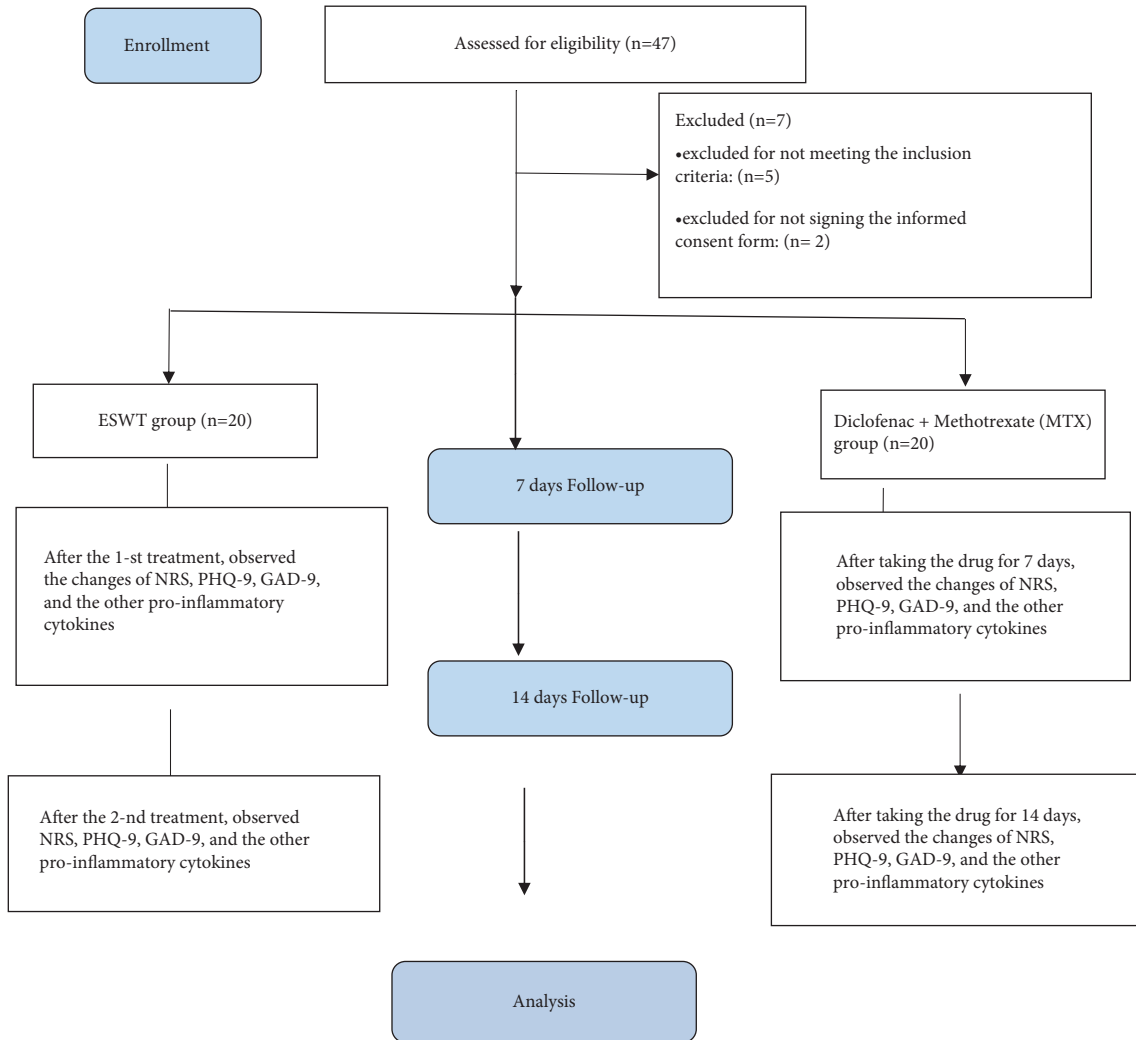 Enrollment
Assessed for eligibility (n=47)
Excluded (n=7)
•excluded for not meeting the inclusion
criteria: (n=5)
•excluded for not signing the informed
consent form: (n= 2)
ESWT group (n=20)
Diclofenac + Methotrexate (MTX)
group (n=20)
7 days Follow-up
After the 1-st treatment, observed
the changes of NRS, PHQ-9, GAD-9,
and the other pro-inflammatory
cytokines
After taking the drug for 7 days,
observed the changes of NRS,
PHQ-9, GAD-9, and the other
pro-inflammatory cytokines
14 days Follow-up
After the 2-nd treatment, observed
NRS, PHQ-9, GAD-9, and the other
pro-inflammatory cytokines
After taking the drug for 14 days,
observed the changes of NRS,
PHQ-9, GAD-9, and the other
pro-inflammatory cytokines
Analysis